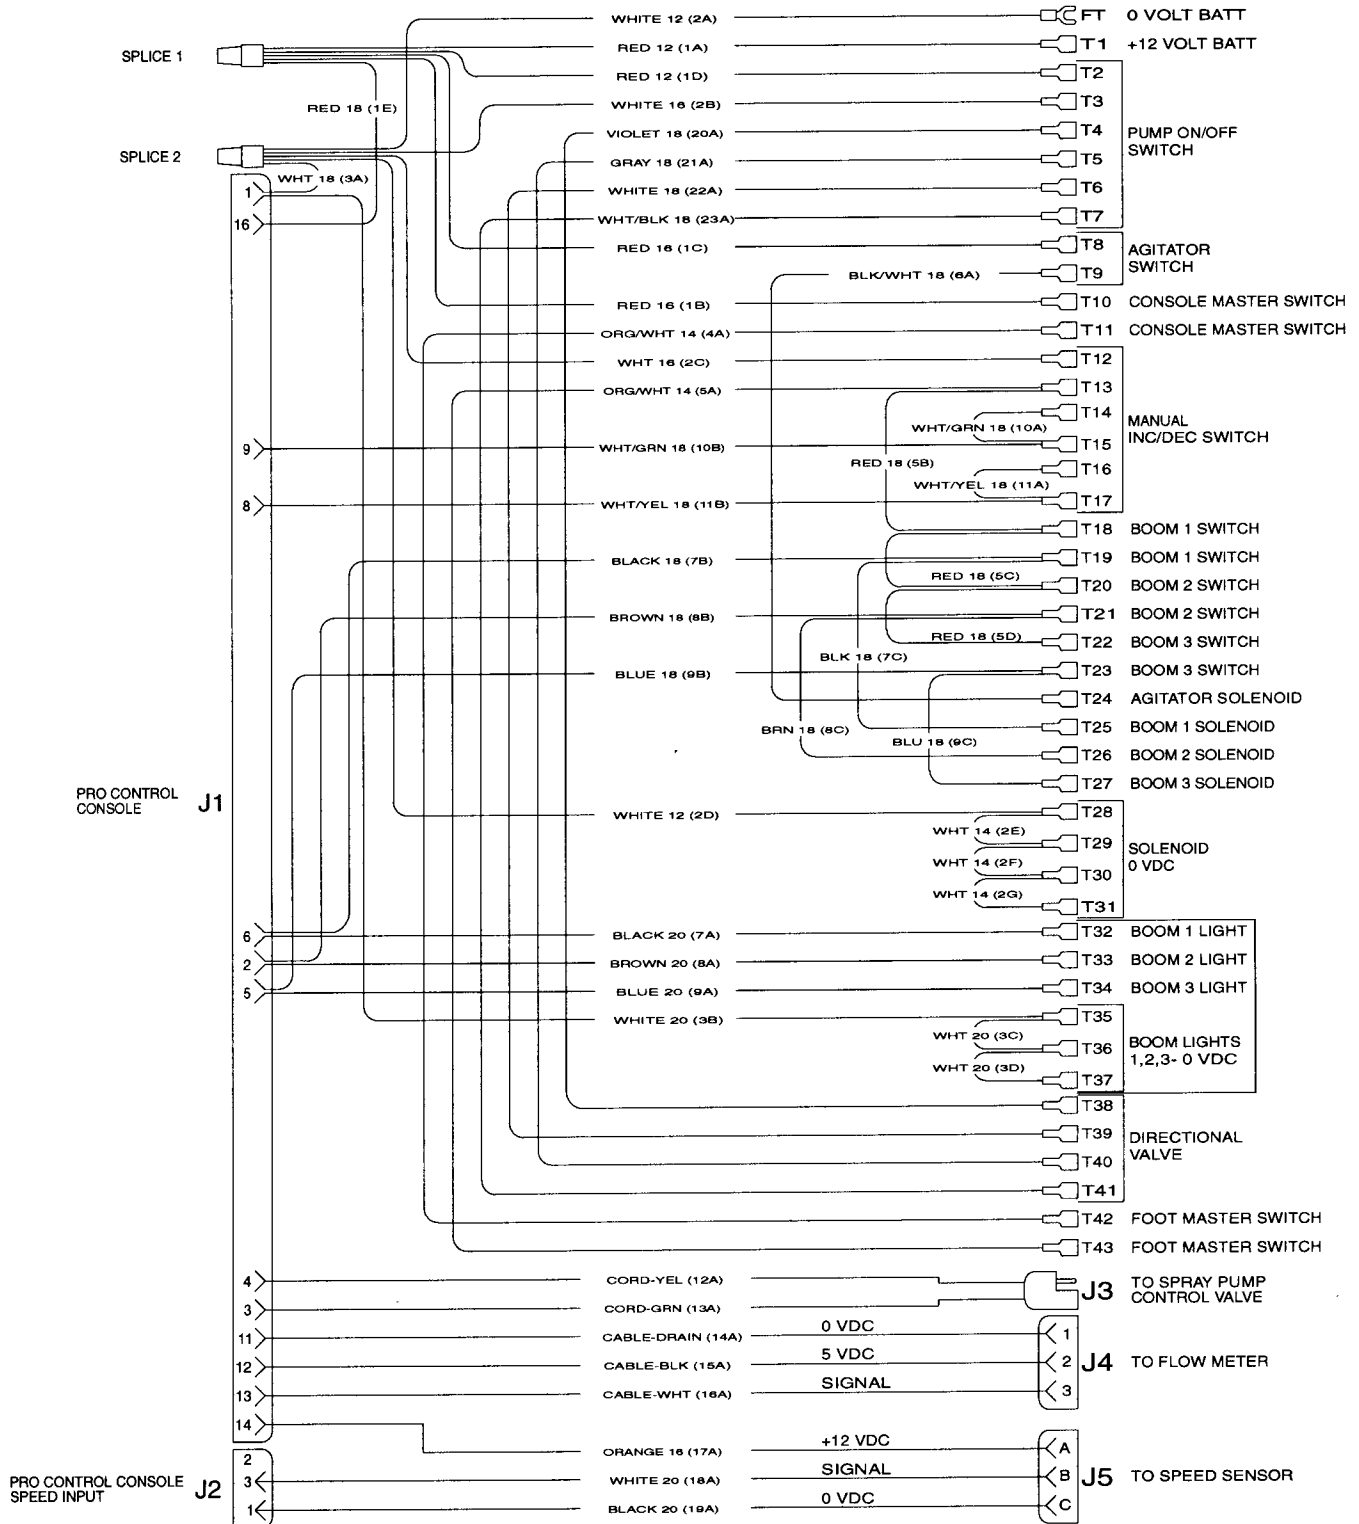 WHITE 12 (2A) FT 0 VOLT BATT
SPLICE 1 RED 12 (1A) T1 +12 VOLT BATT
RED 12 (1D) T2
RED 18 (1E) WHITE 16 (2B) T3
VIOLET 18 (20A) T4 PUMP ON/OFF
SWITCH
SPLICE 2 GRAY 18 (21A) T5
WHT 18 (3A)
1 WHITE 18 (22A) T6
16 WHT/BLK 18 (23A) T7
RED 16 (1C) T8 AGITATOR
SWITCH
BLK/WHT 18 (6A) T9
RED 16 (1B) T10 CONSOLE MASTER SWITCH
ORG/WHT 14 (4A) T11 CONSOLE MASTER SWITCH
WHT 16 (2C) T12
ORG/WHT 14 (5A) T13
T14 MANUAL
INC/DEC SWITCH
WHT/GRN 18 (10A)
9 WHT/GRN 18 (10B) T15
RED 18 (5B) T16
WHT/YEL 18 (11A)
8 WHT/YEL 18 (11B) T17
T18 BOOM 1 SWITCH
BLACK 18 (7B) T19 BOOM 1 SWITCH
RED 18 (5C) T20 BOOM 2 SWITCH
BROWN 18 (8B) T21 BOOM 2 SWITCH
RED 18 (5D) T22 BOOM 3 SWITCH
BLK 18 (7C)
BLUE 18 (9B) T23 BOOM 3 SWITCH
T24 AGITATOR SOLENOID
BRN 18 (8C) T25 BOOM 1 SOLENOID
BLU 18 (9C)
T26 BOOM 2 SOLENOID
T27 BOOM 3 SOLENOID
PRO CONTROL
CONSOLE J1
WHITE 12 (2D) T28
WHT 14 (2E)
T29 SOLENOID
0 VDC
WHT 14 (2F)
T30
WHT 14 (2G)
T31
6 BLACK 20 (7A) T32 BOOM 1 LIGHT
2 BROWN 20 (8A) T33 BOOM 2 LIGHT
5 BLUE 20 (9A) T34 BOOM 3 LIGHT
WHITE 20 (3B) T35
WHT 20 (3C)
T36 BOOM LIGHTS
1,2,3- 0 VDC
WHT 20 (3D)
T37
T38
T39 DIRECTIONAL
VALVE
T40
T41
T42 FOOT MASTER SWITCH
T43 FOOT MASTER SWITCH
4 CORD-YEL (12A) J3 TO SPRAY PUMP
CONTROL VALVE
3 CORD-GRN (13A)
11 CABLE-DRAIN (14A) 0 VDC 1
12 CABLE-BLK (15A) 5 VDC 2 J4 TO FLOW METER
13 CABLE-WHT (16A) SIGNAL 3
14
ORANGE 16 (17A) +12 VDC A
2
PRO CONTROL CONSOLE
SPEED INPUT J2
3 WHITE 20 (18A) SIGNAL B J5 TO SPEED SENSOR
1 BLACK 20 (19A) 0 VDC C